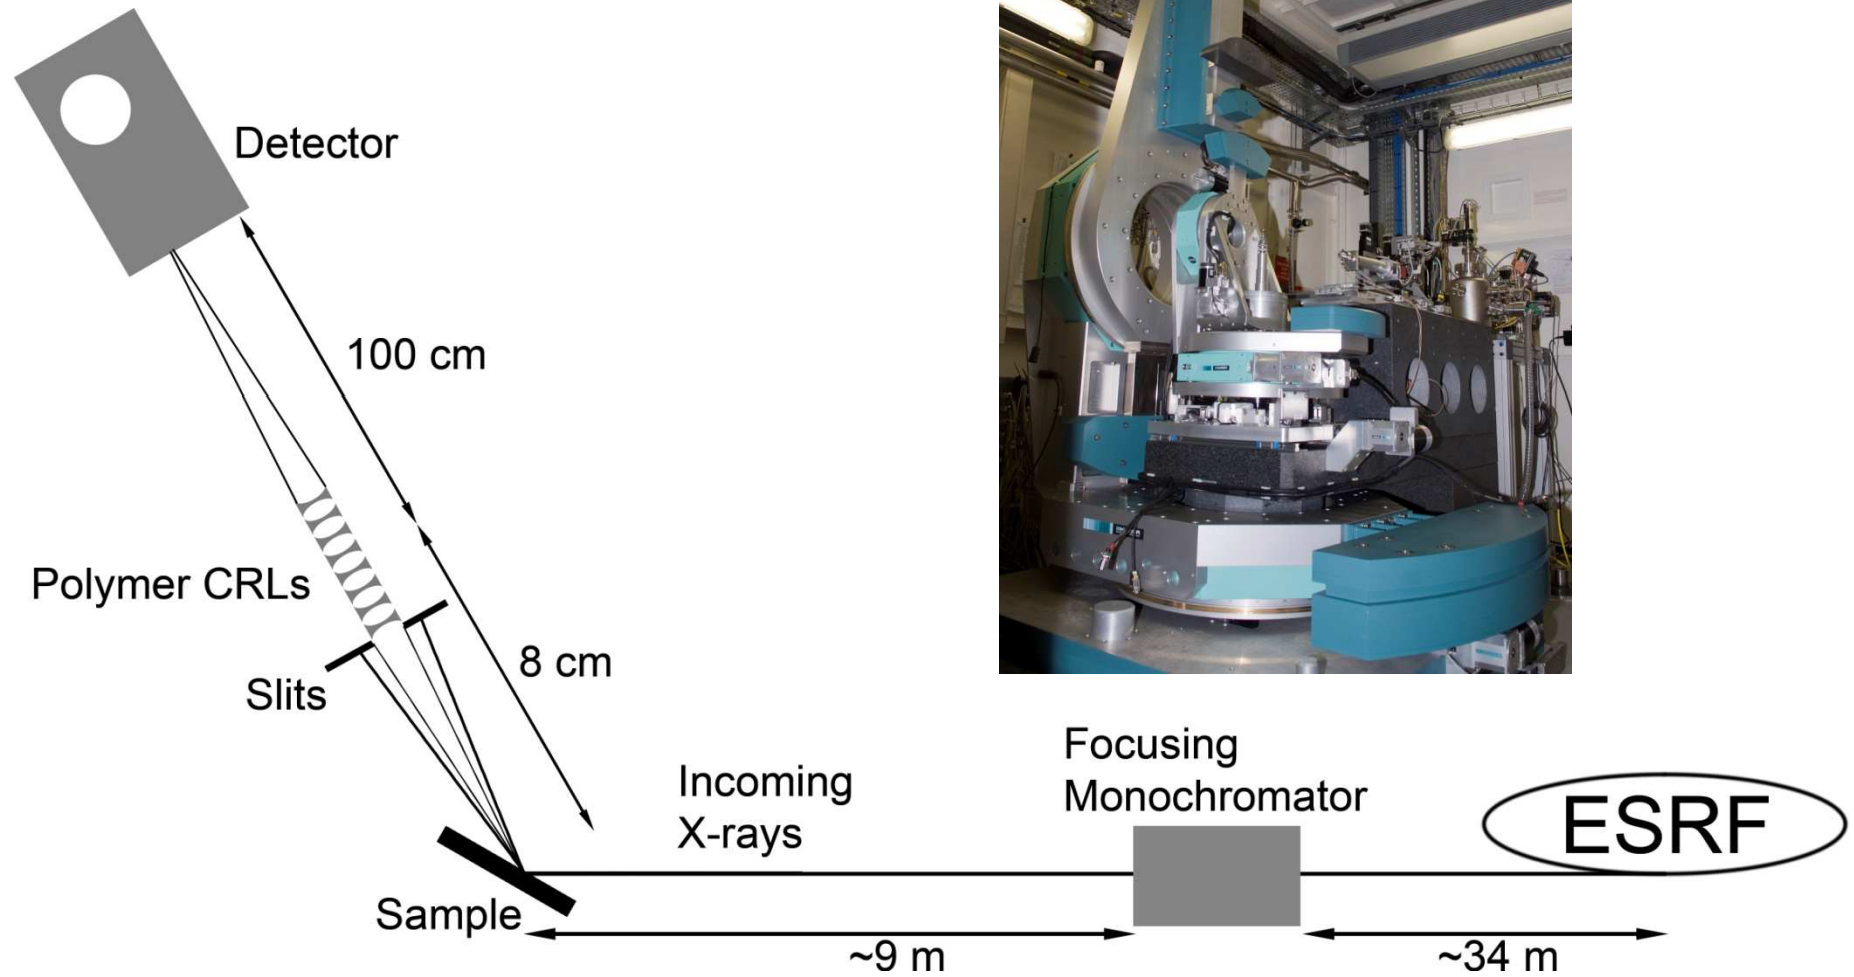 Detector
100 cm
Polymer CRLs
8 cm
Slits
Incoming
X-rays
Focusing
Monochromator
ESRF
Sample
~9 m
~34 m